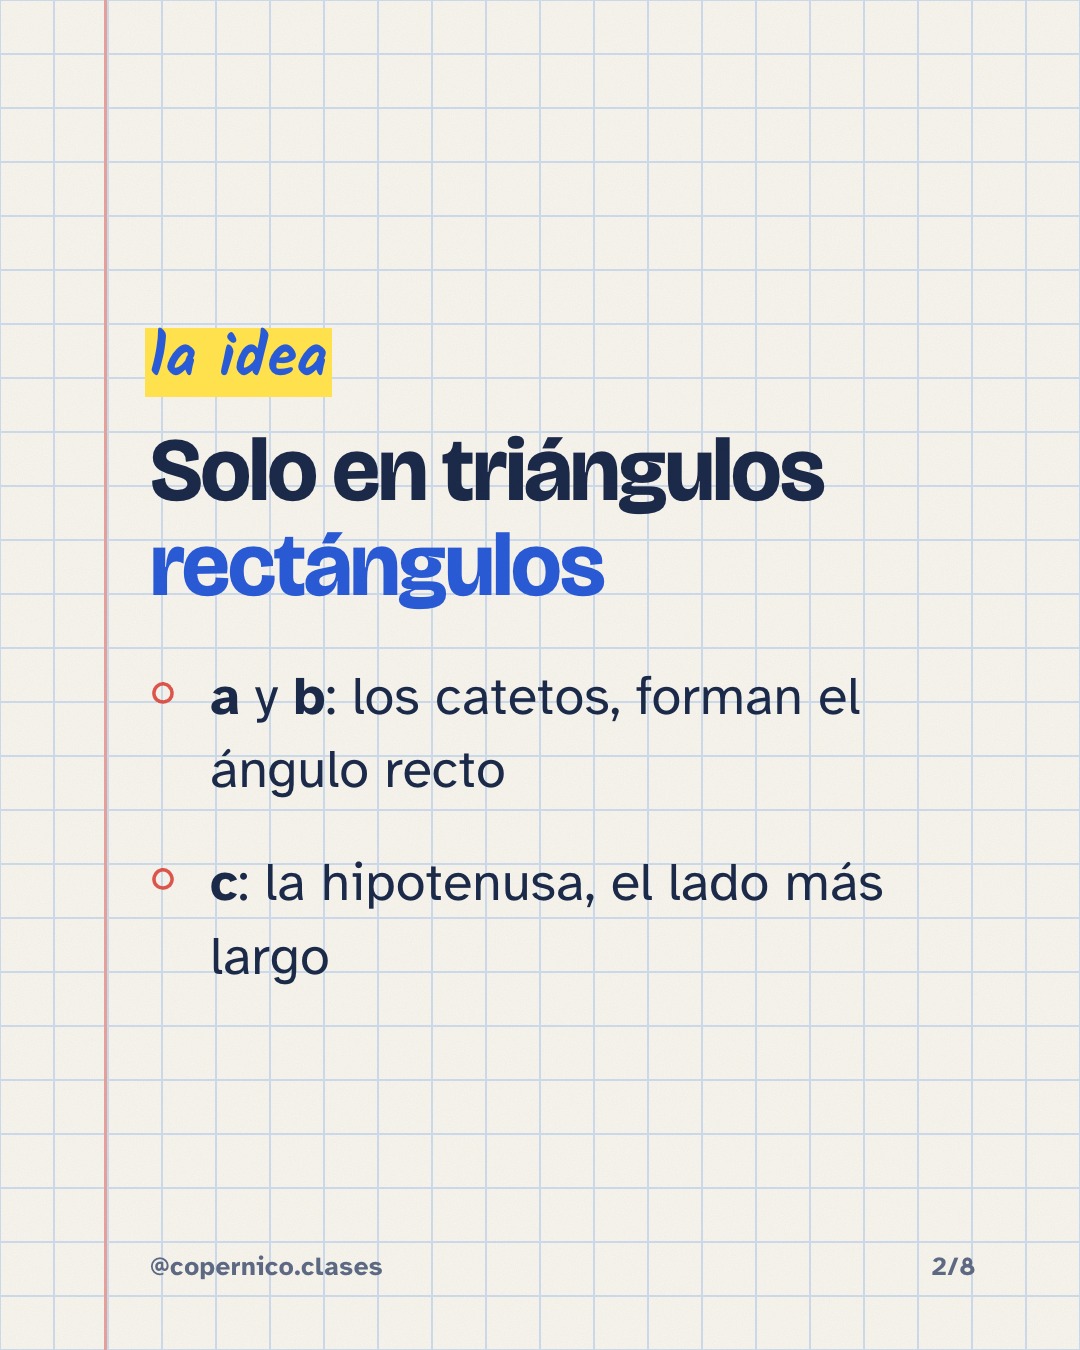 la idea
Solo en triángulos
rectángulos
a y b: los catetos, forman el
ángulo recto
c: la hipotenusa, el lado más
largo
@copernico.clases
2/8